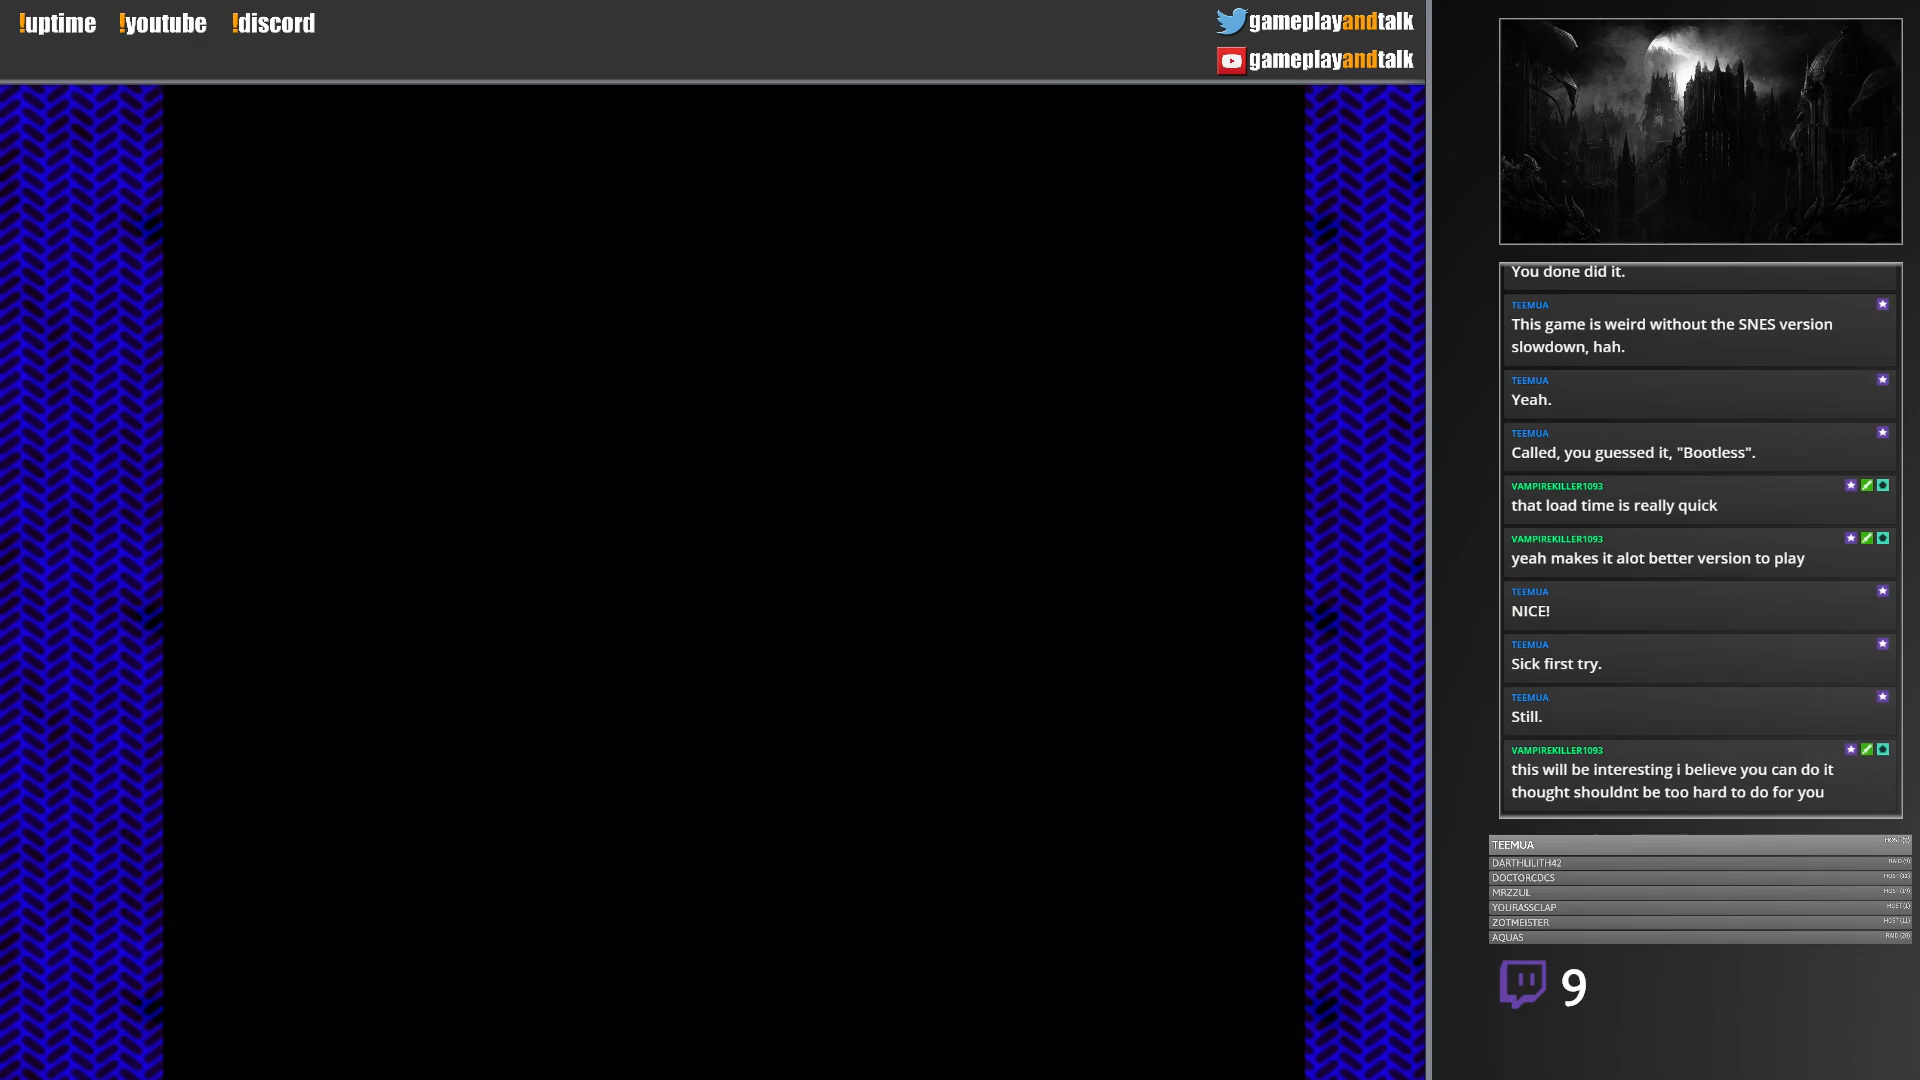 !uptime !youtube !discord
gameplayandtalk
gameplayandtalk
You done did it.
TEEMUA
This game is weird without the SNES version
slowdown, hah.
TEEMUA
Yeah.
TEEMUA
Called, you guessed it, "Bootless".
VAMPIREKILLER1093
that load time is really quick
VAMPIREKILLER1093
yeah makes it alot better version to play
TEEMUA
NICE!
TEEMUA
Sick first try.
TEEMUA
Still.
VAMPIREKILLER1093
this will be interesting i believe you can do it
thought shouldnt be too hard to do for you
TEEMUA
DARTHLILITH42
DOCTORCDCS
MRZZUL
YOURASSCLAP
ZOTMEISTER
AQUAS
9